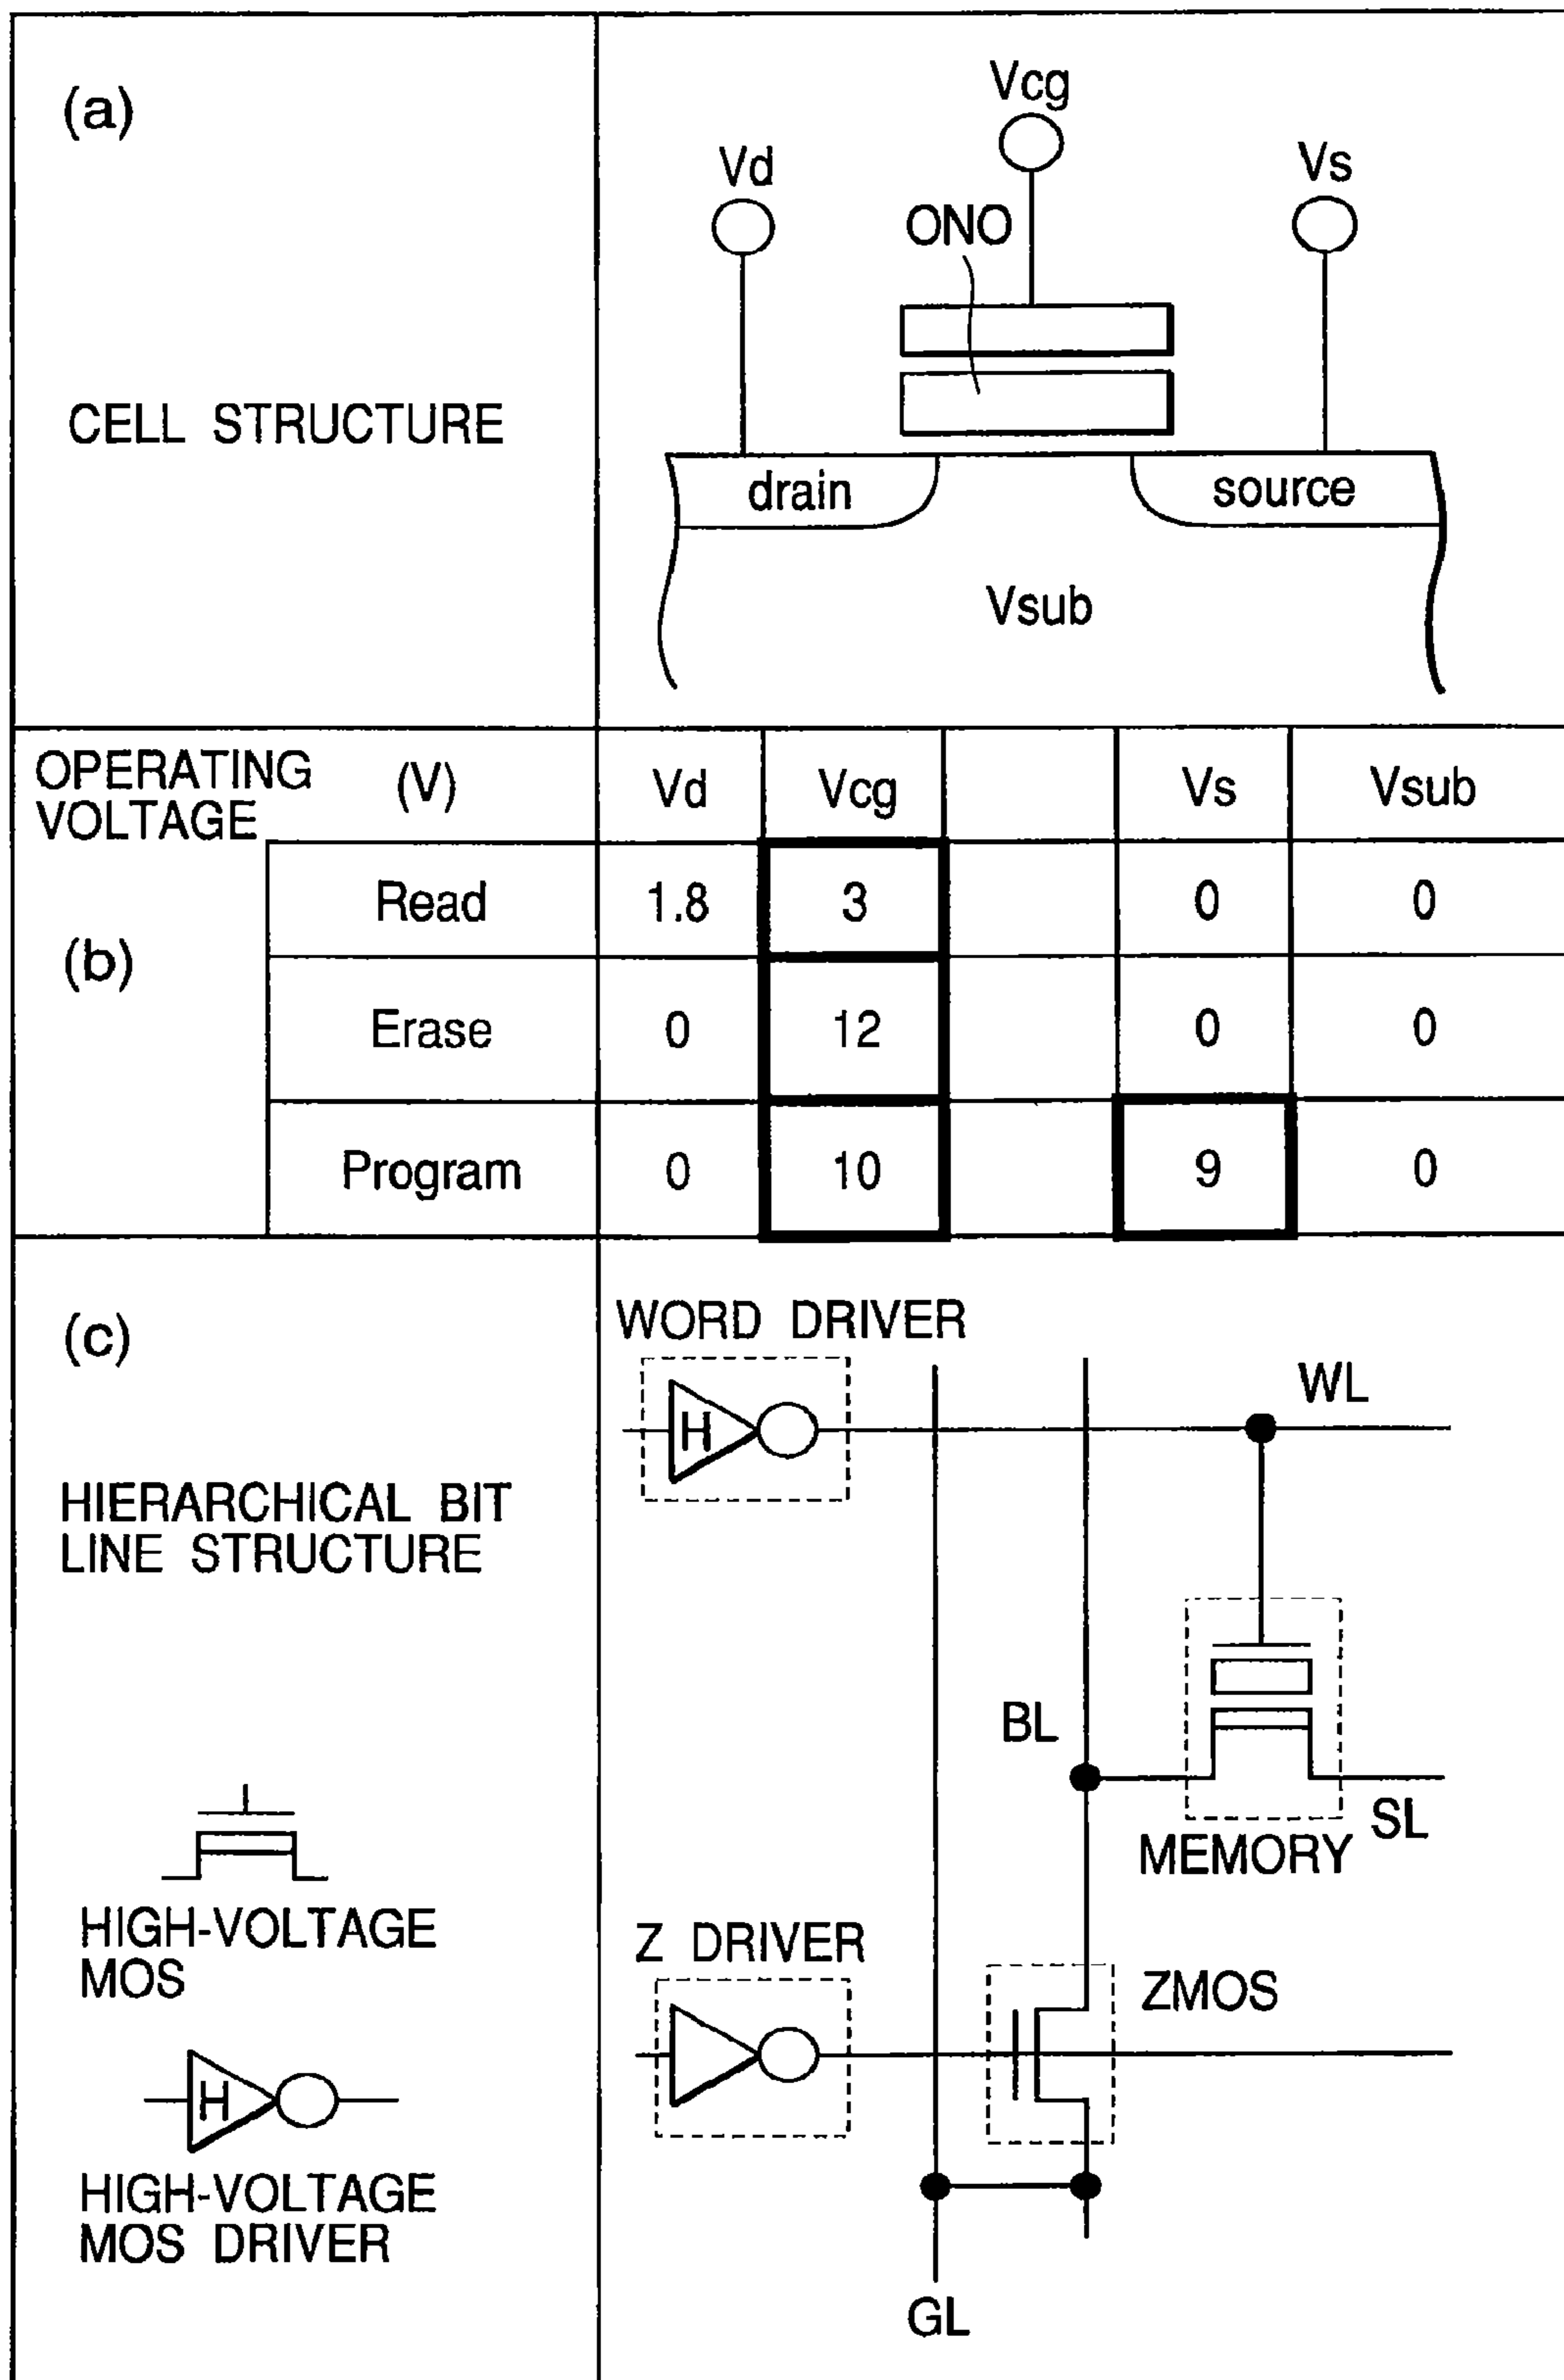 (a)
Vcg
Vd
Vs
ONO
CELL STRUCTURE
drain
source
Vsub
OPERATING
VOLTAGE
(V)
Vd
Vcg
Vs
Vsub
(b)
Read
1.8
3
0
0
Erase
0
12
0
0
Program
0
10
9
0
(c)
WORD DRIVER
H
WL
HIERARCHICAL BIT
LINE STRUCTURE
BL
SL
MEMORY
HIGH-VOLTAGE
MOS
Z DRIVER
ZMOS
H
HIGH-VOLTAGE
MOS DRIVER
GL